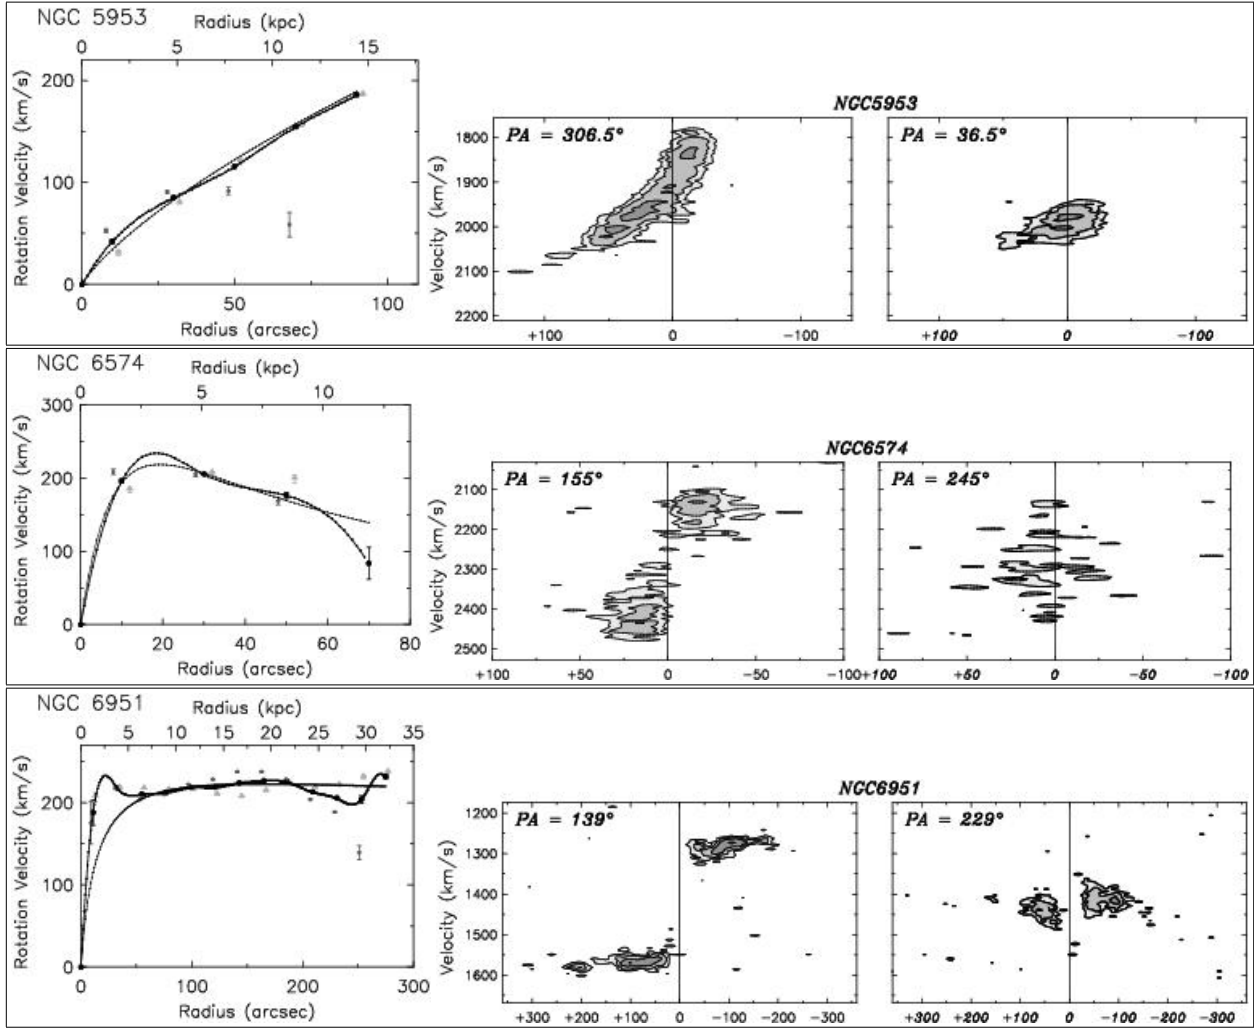 NGC 5953
Radius (kpc)
0 5 10 15
Rotation Velocity (km/s)
200
100
0
0 50 100
Radius (arcsec)
NGC5953
PA = 306.5°
PA = 36.5°
Velocity (km/s)
1800
1900
2000
2100
2200
+100 0 -100
+100 0 -100
NGC 6574
Radius (kpc)
0 5 10
Rotation Velocity (km/s)
300
200
100
0
0 20 40 60 80
Radius (arcsec)
NGC6574
PA = 155°
PA = 245°
Velocity (km/s)
2100
2200
2300
2400
2500
+100 +50 0 -50 -100
+100 +50 0 -50 -100
NGC 6951
Radius (kpc)
0 5 10 15 20 25 30 35
Rotation Velocity (km/s)
200
100
0
0 100 200 300
Radius (arcsec)
NGC6951
PA = 139°
PA = 229°
Velocity (km/s)
1200
1300
1400
1500
1600
+300 +200 +100 0 -100 -200 -300
+300 +200 +100 0 -100 -200 -300